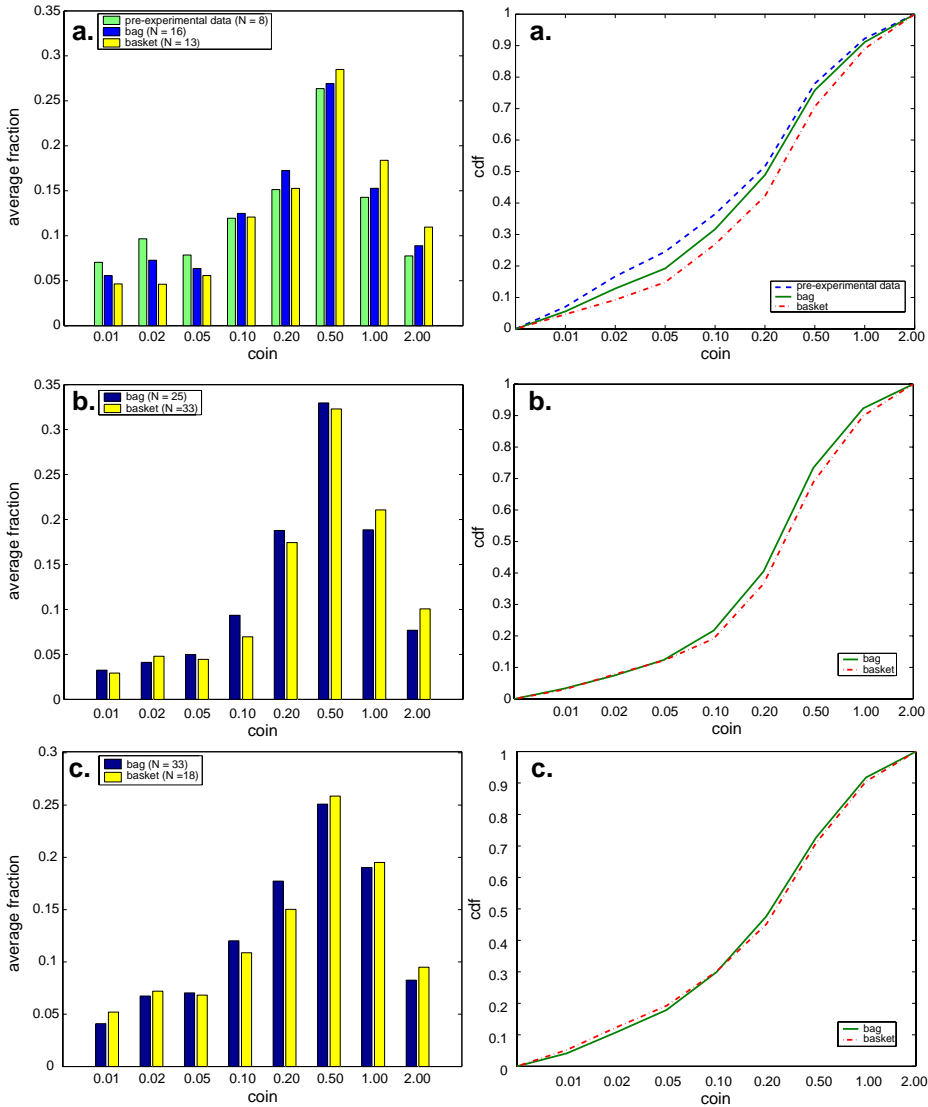 a.
pre-experimental data (N = 8)
bag (N = 16)
basket (N = 13)
0.35
0.3
0.25
0.2
0.15
0.1
0.05
0
average fraction
0.01 0.02 0.05 0.10 0.20 0.50 1.00 2.00
coin
a.
1
0.9
0.8
0.7
0.6
0.5
0.4
0.3
0.2
0.1
0
cdf
pre-experimental data
bag
basket
0.01 0.02 0.05 0.10 0.20 0.50 1.00 2.00
coin
b.
bag (N = 25)
basket (N =33)
0.35
0.3
0.25
0.2
0.15
0.1
0.05
0
average fraction
0.01 0.02 0.05 0.10 0.20 0.50 1.00 2.00
coin
b.
1
0.9
0.8
0.7
0.6
0.5
0.4
0.3
0.2
0.1
0
cdf
bag
basket
0.01 0.02 0.05 0.10 0.20 0.50 1.00 2.00
coin
c.
bag (N = 33)
basket (N =18)
0.3
0.25
0.2
0.15
0.1
0.05
0
average fraction
0.01 0.02 0.05 0.10 0.20 0.50 1.00 2.00
coin
c.
1
0.9
0.8
0.7
0.6
0.5
0.4
0.3
0.2
0.1
0
cdf
bag
basket
0.01 0.02 0.05 0.10 0.20 0.50 1.00 2.00
coin